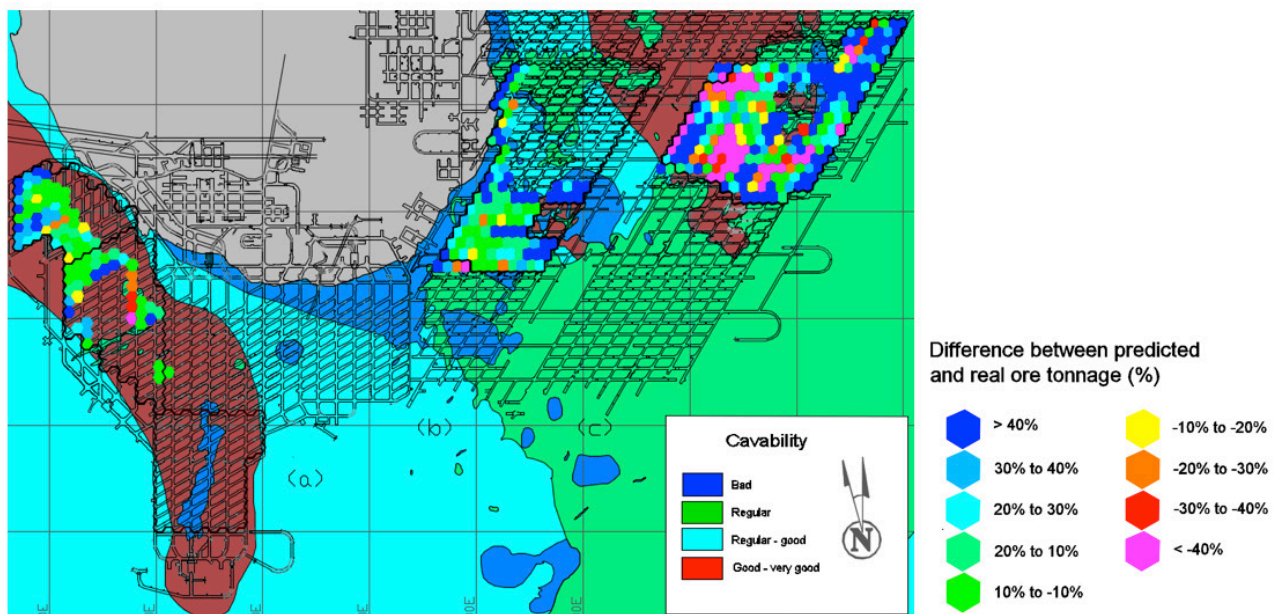 (a)
(b)
(c)
Cavability
Bad
Regular
Regular - good
Good - very good
N
Difference between predicted
and real ore tonnage (%)
> 40%
30% to 40%
20% to 30%
20% to 10%
10% to -10%
-10% to -20%
-20% to -30%
-30% to -40%
< -40%